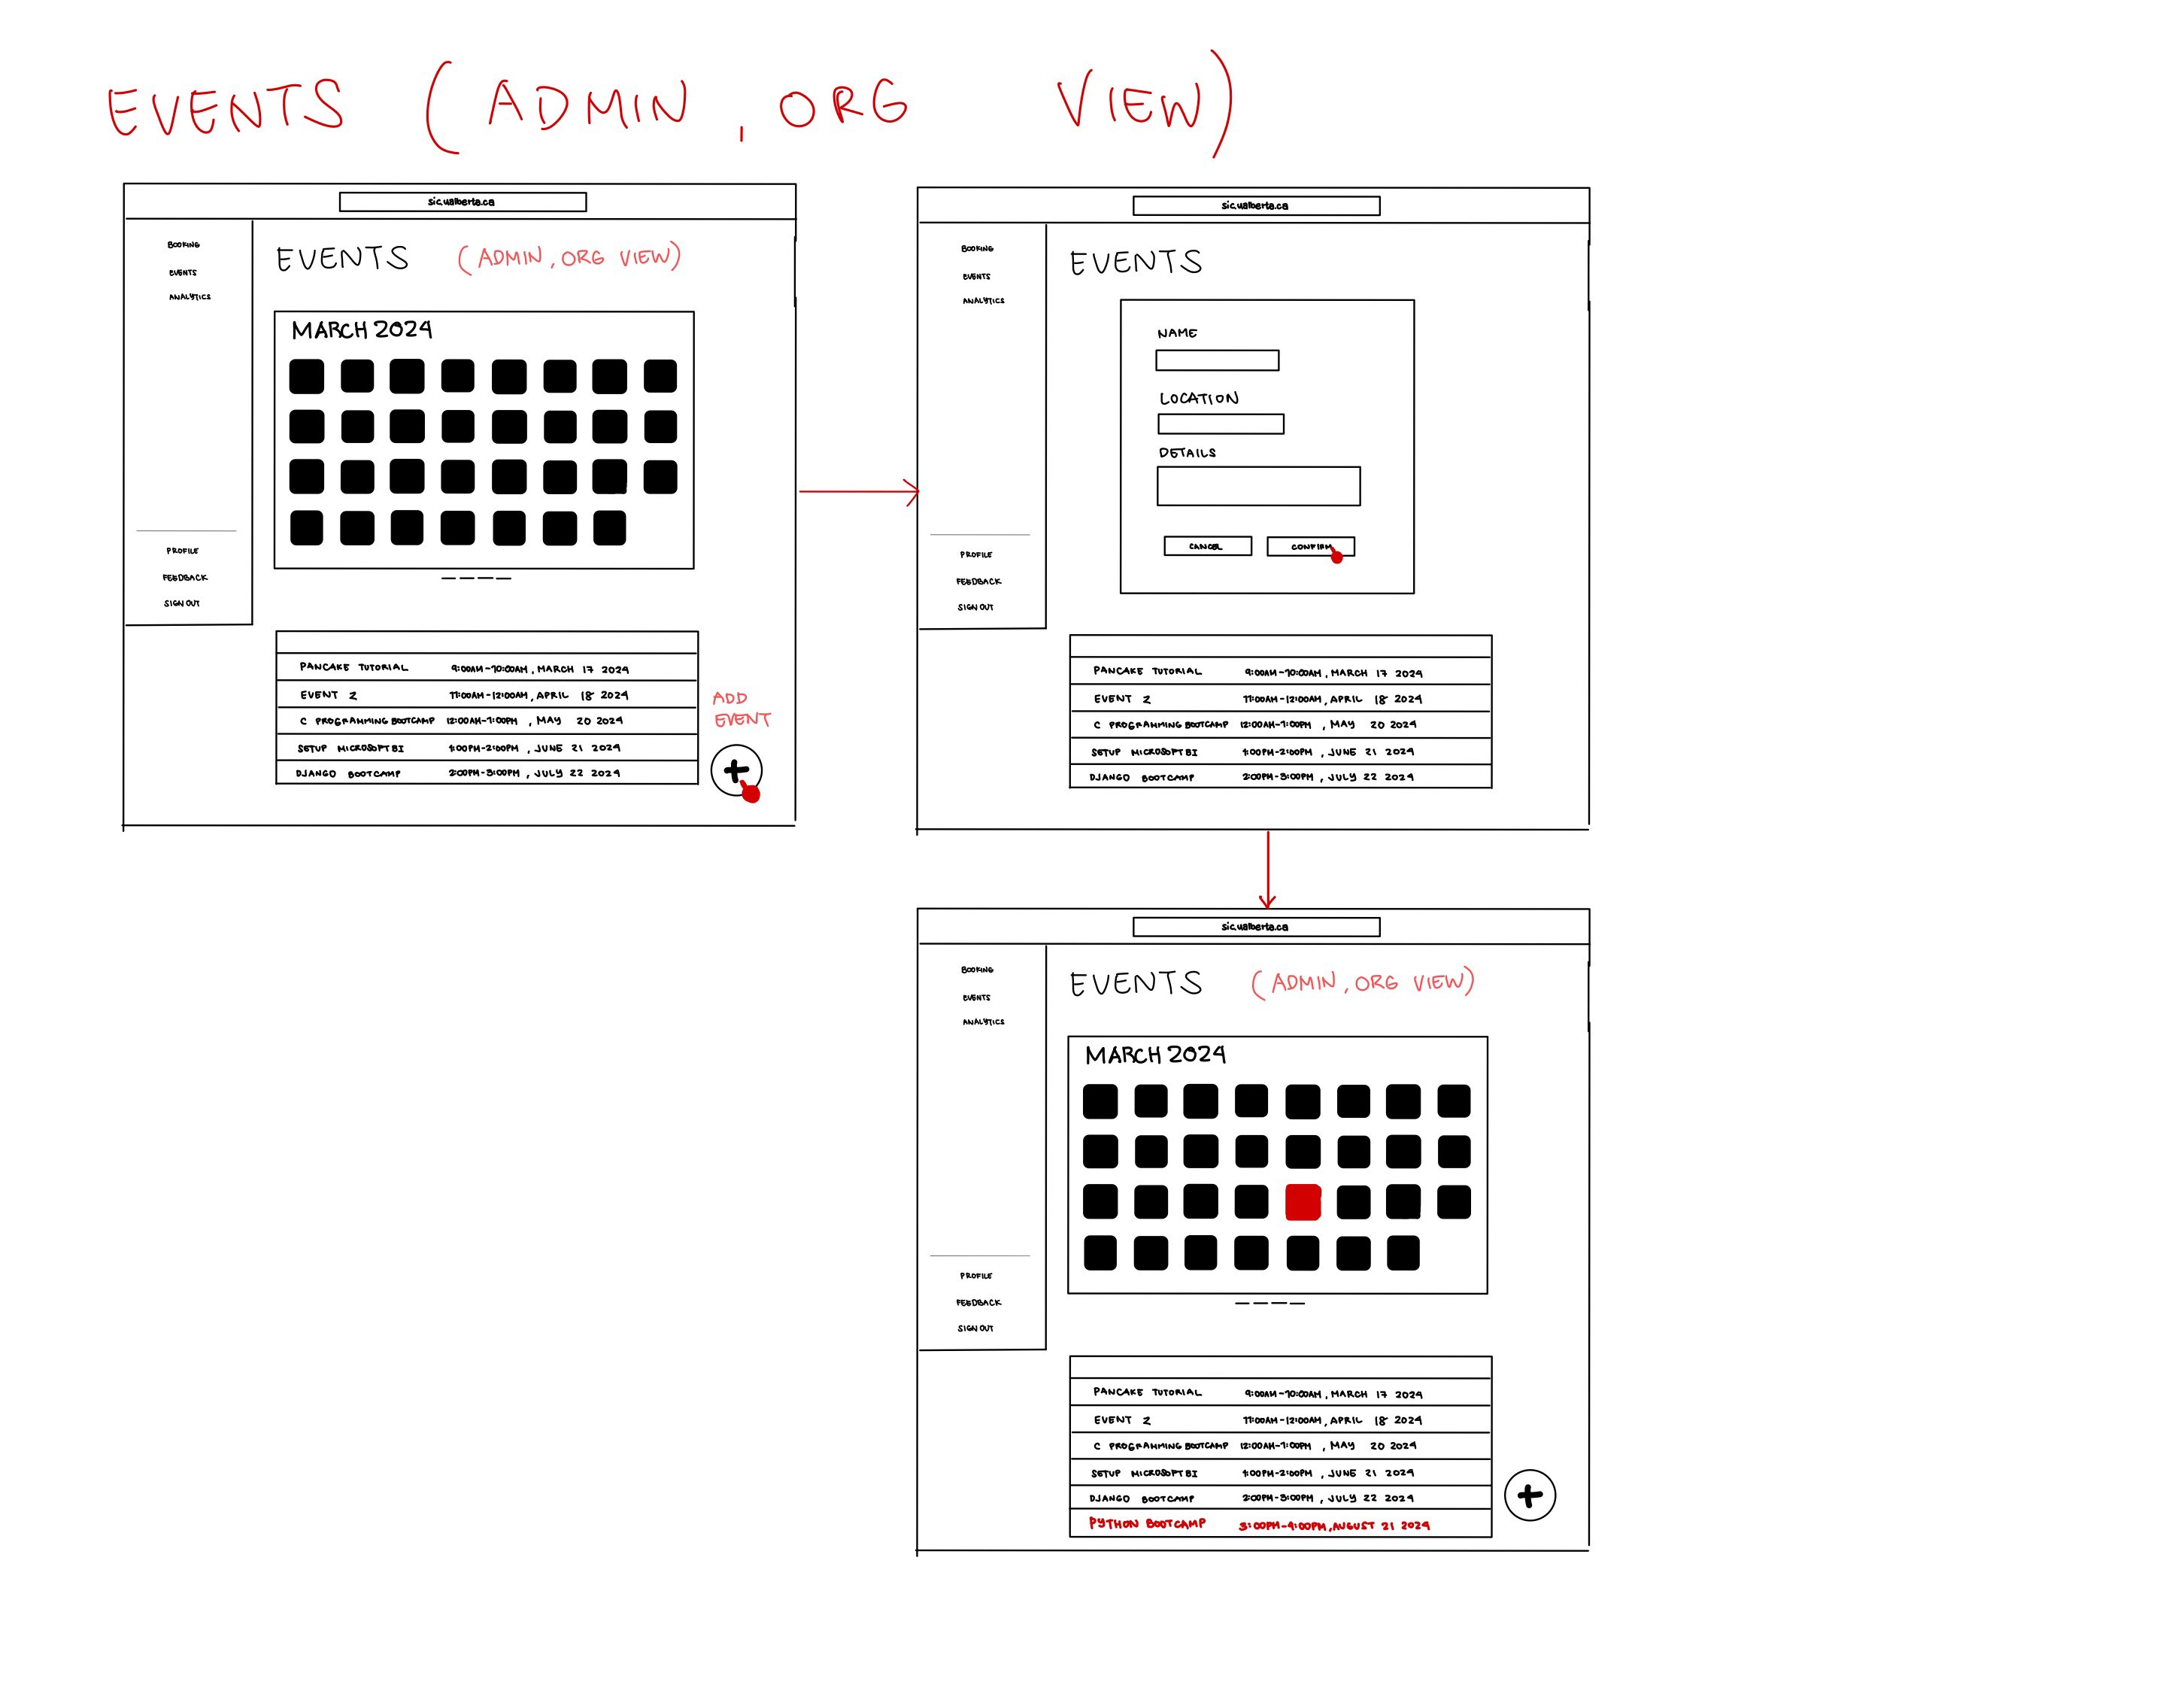 EVENTS (ADMIN, ORG VIEW)
sic.ualberta.ca
BOOKING
EVENTS
ANALYTICS
PROFILE
FEEDBACK
SIGN OUT
EVENTS (ADMIN, ORG VIEW)
MARCH 2024
PANCAKE TUTORIAL 9:00AM-10:00AM, MARCH 17 2024
EVENT 2 11:00AM-12:00AM, APRIL 18 2024
C PROGRAMMING BOOTCAMP 12:00AM-1:00PM, MAY 20 2024
SETUP MICROSOFT BI 1:00PM-2:00PM, JUNE 21 2024
DJANGO BOOTCAMP 2:00PM-3:00PM, JULY 22 2024
ADD
EVENT
+
sic.ualberta.ca
BOOKING
EVENTS
ANALYTICS
PROFILE
FEEDBACK
SIGN OUT
EVENTS
NAME
LOCATION
DETAILS
CANCEL CONFIRM
PANCAKE TUTORIAL 9:00AM-10:00AM, MARCH 17 2024
EVENT 2 11:00AM-12:00AM, APRIL 18 2024
C PROGRAMMING BOOTCAMP 12:00AM-1:00PM, MAY 20 2024
SETUP MICROSOFT BI 1:00PM-2:00PM, JUNE 21 2024
DJANGO BOOTCAMP 2:00PM-3:00PM, JULY 22 2024
sic.ualberta.ca
BOOKING
EVENTS
ANALYTICS
PROFILE
FEEDBACK
SIGN OUT
EVENTS (ADMIN, ORG VIEW)
MARCH 2024
PANCAKE TUTORIAL 9:00AM-10:00AM, MARCH 17 2024
EVENT 2 11:00AM-12:00AM, APRIL 18 2024
C PROGRAMMING BOOTCAMP 12:00AM-1:00PM, MAY 20 2024
SETUP MICROSOFT BI 1:00PM-2:00PM, JUNE 21 2024
DJANGO BOOTCAMP 2:00PM-3:00PM, JULY 22 2024
PYTHON BOOTCAMP 3:00PM-4:00PM, AUGUST 21 2024
+